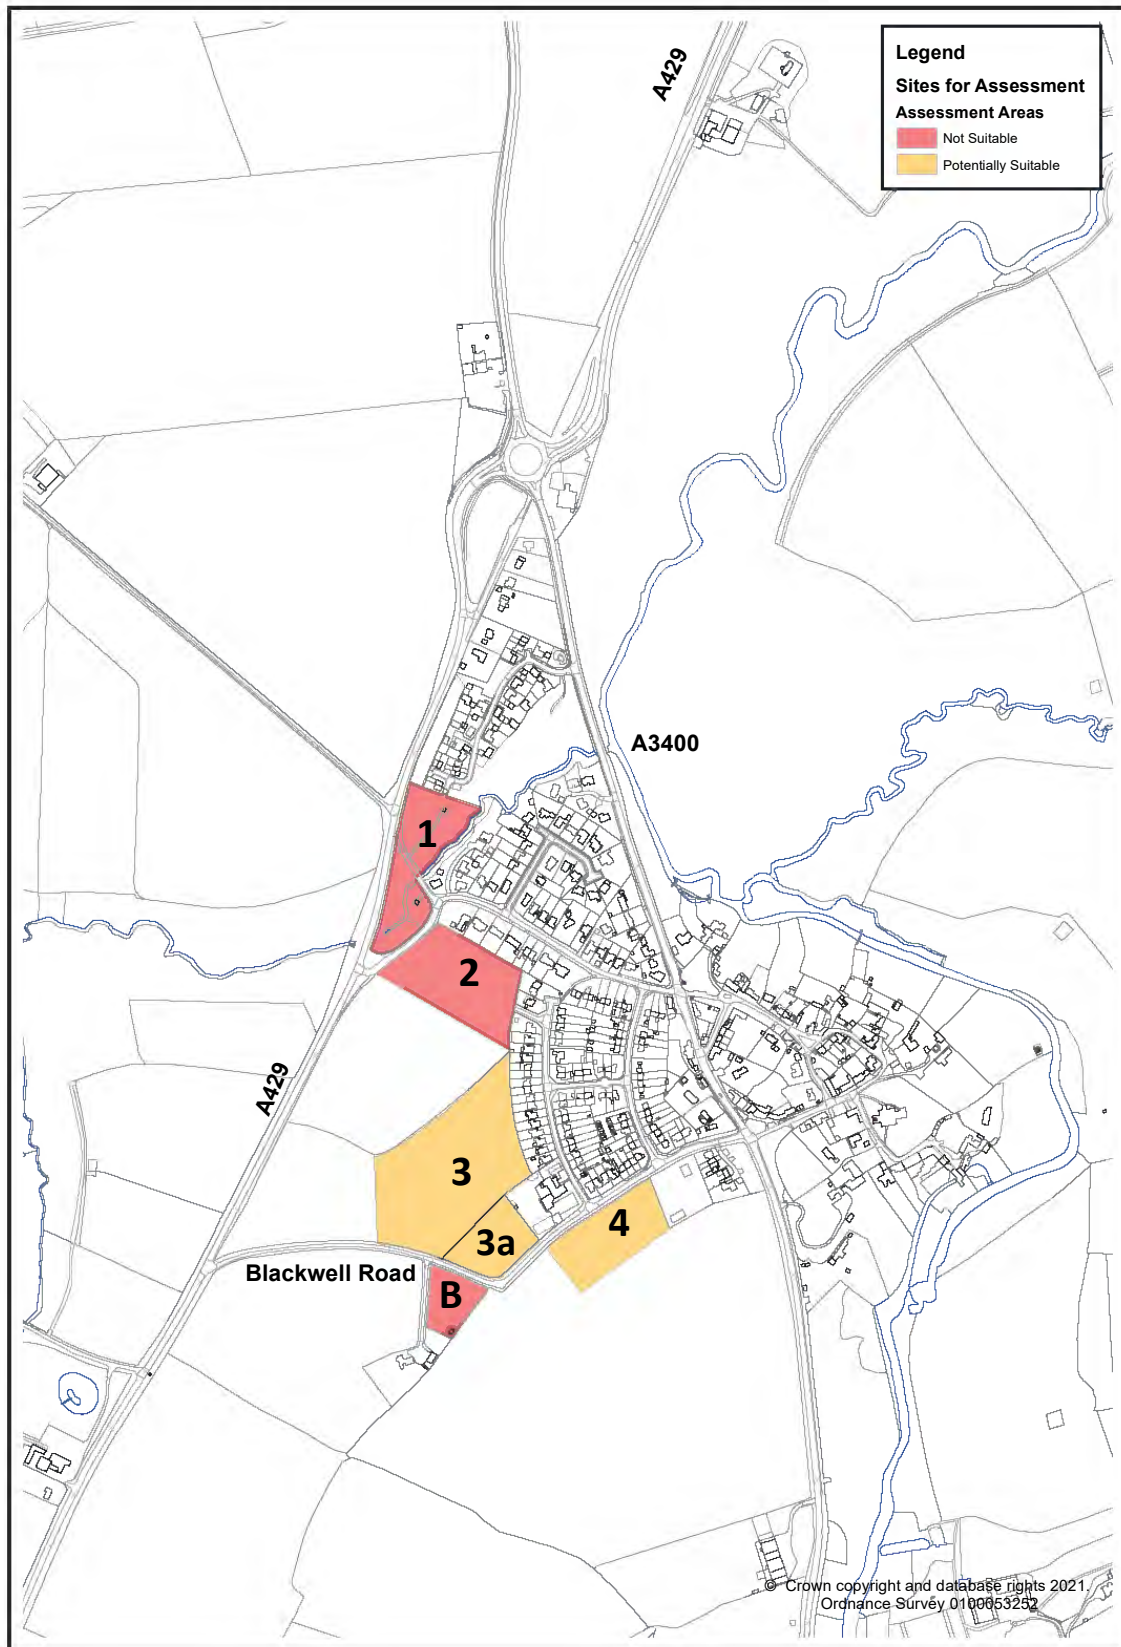 Legend
Sites for Assessment
Assessment Areas
Not Suitable
Potentially Suitable
A429
A3400
1
2
A429
3
3a
4
Blackwell Road
B
© Crown copyright and database rights 2021.
Ordnance Survey 0100053252